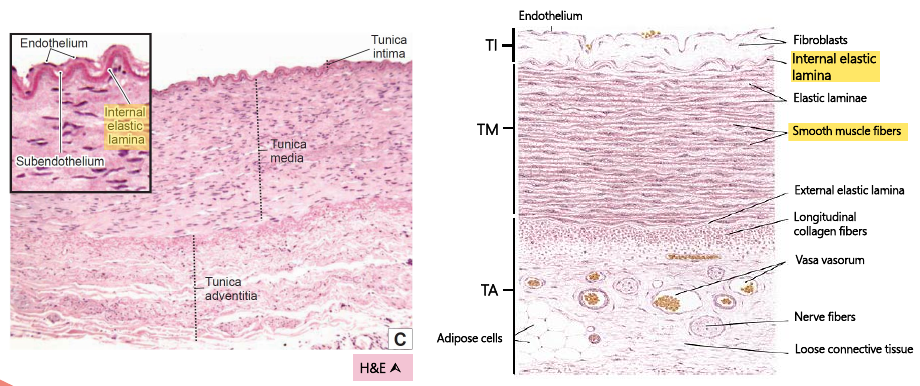 Endothelium
Tunica
intima
Internal
elastic
lamina
Subendothelium
Tunica
media
Tunica
adventitia
C
H&E
Endothelium
TI
TM
TA
Fibroblasts
Internal elastic
lamina
Elastic laminae
Smooth muscle fibers
External elastic lamina
Longitudinal
collagen fibers
Vasa vasorum
Nerve fibers
Loose connective tissue
Adipose cells